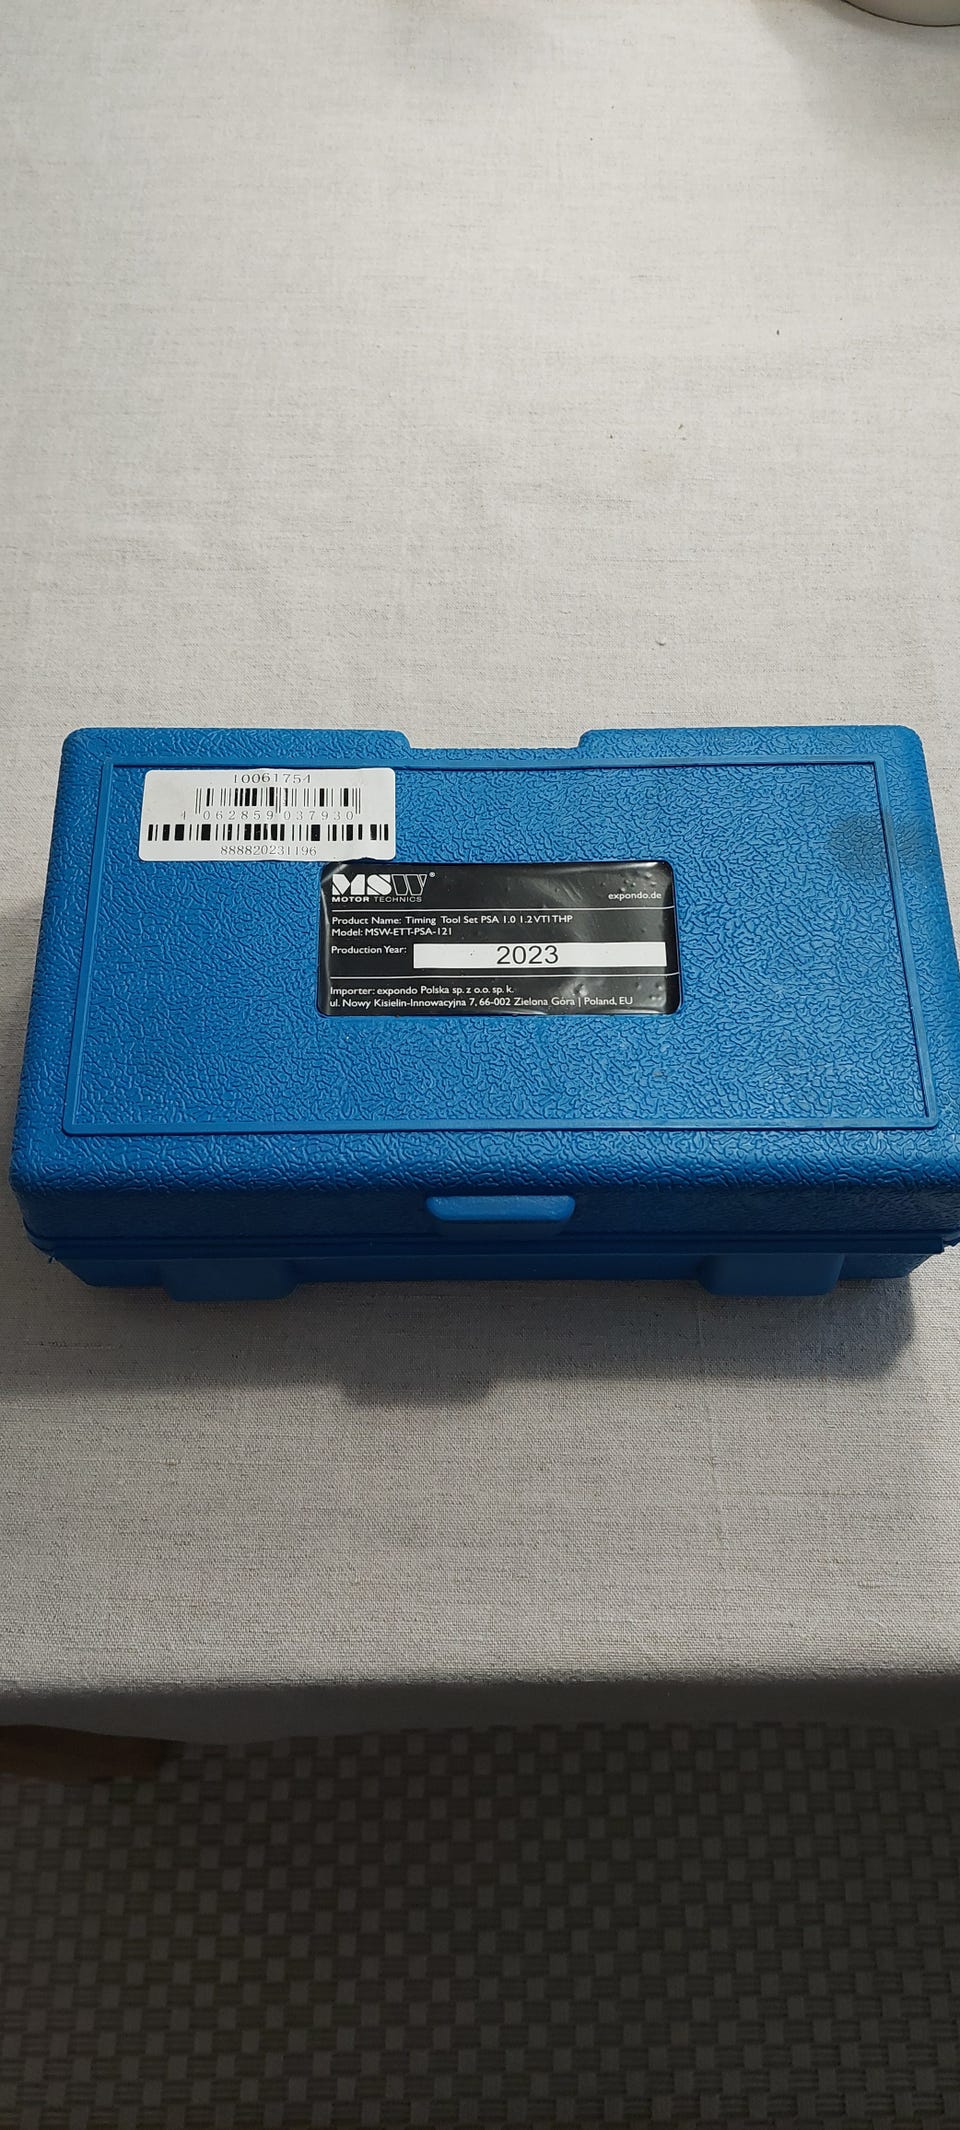 10061754
4 062859 037930
888820231196
MSW®
MOTOR TECHNICS
expondo.de
Product Name: Timing Tool Set PSA 1.0 1.2 VTI THP
Model: MSW-ETT-PSA-121
Production Year: 2023
Importer: expondo Polska sp. z o.o. sp. k.
ul. Nowy Kisielin-Innowacyjna 7, 66-002 Zielona Góra | Poland, EU